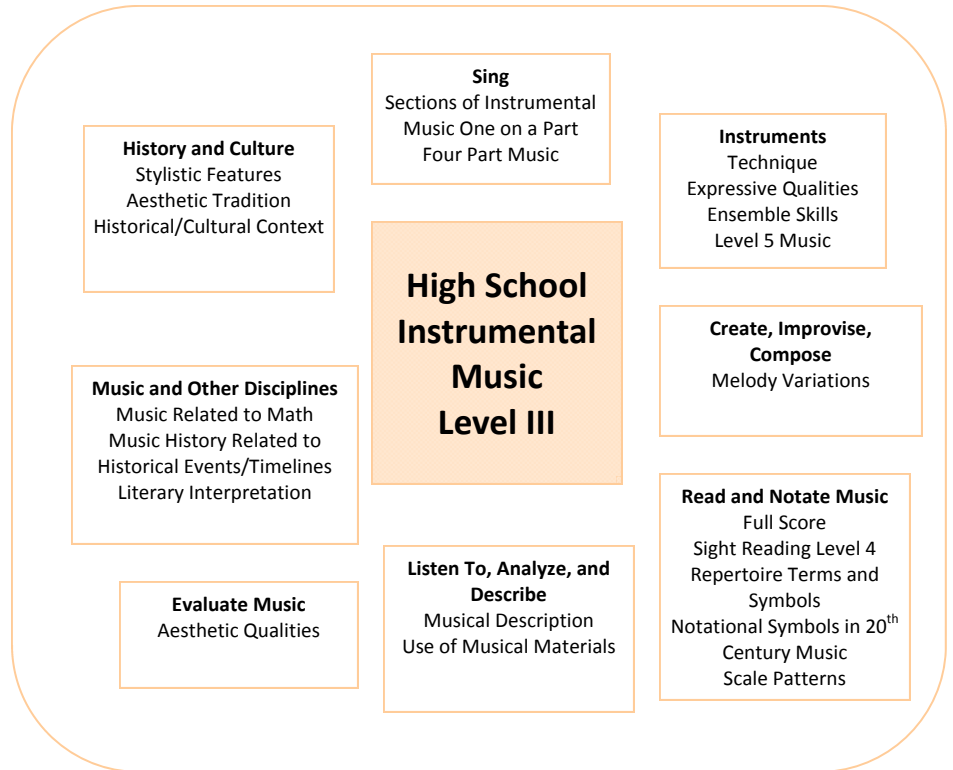 Sing
Sections of Instrumental
Music One on a Part
Four Part Music
History and Culture
Stylistic Features
Aesthetic Tradition
Historical/Cultural Context
Instruments
Technique
Expressive Qualities
Ensemble Skills
Level 5 Music
High School
Instrumental
Music
Level III
Create, Improvise,
Compose
Melody Variations
Music and Other Disciplines
Music Related to Math
Music History Related to
Historical Events/Timelines
Literary Interpretation
Read and Notate Music
Full Score
Sight Reading Level 4
Repertoire Terms and
Symbols
Notational Symbols in 20th
Century Music
Scale Patterns
Listen To, Analyze, and
Describe
Musical Description
Use of Musical Materials
Evaluate Music
Aesthetic Qualities